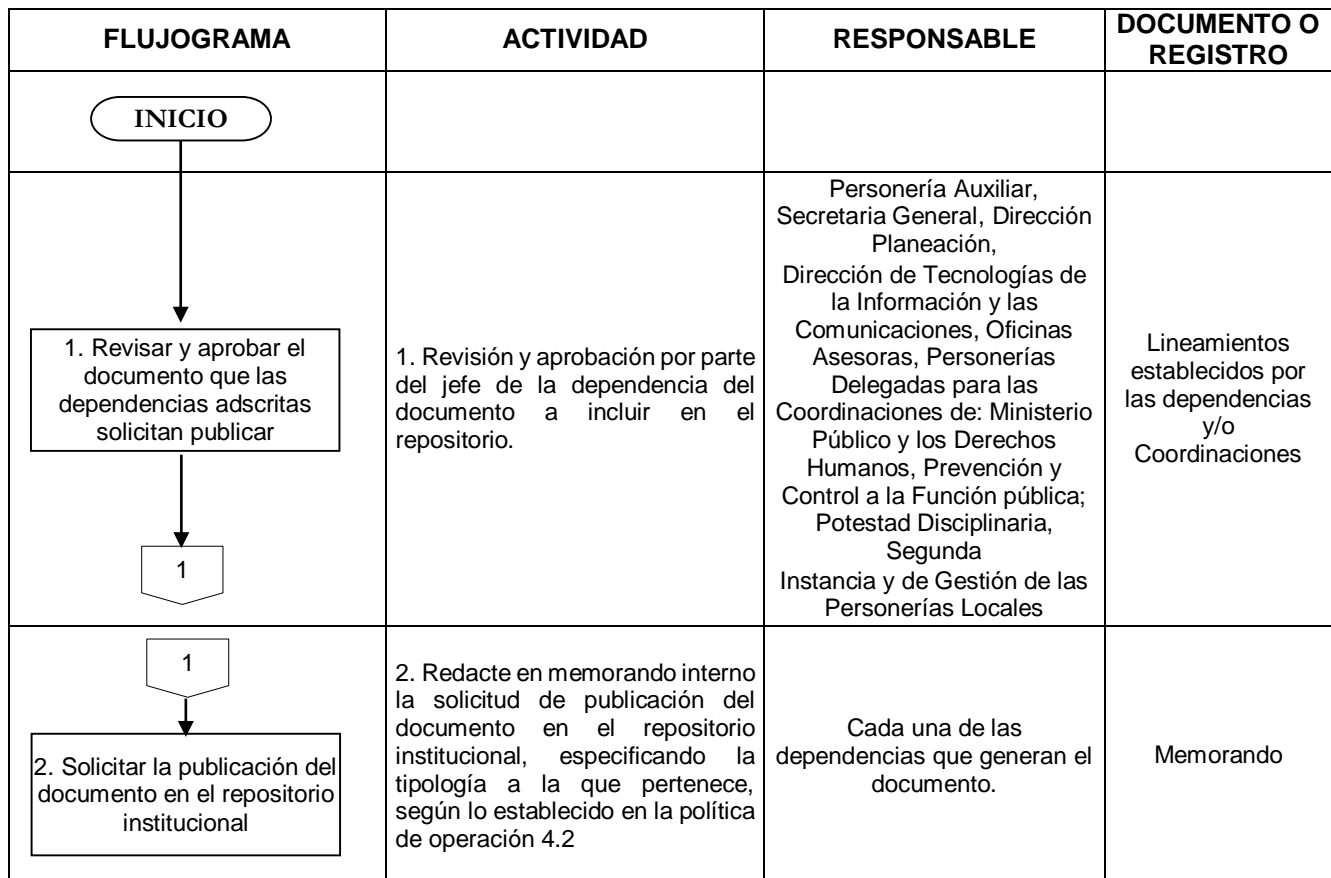 FLUJOGRAMA
ACTIVIDAD
RESPONSABLE
DOCUMENTO O
REGISTRO
INICIO
1. Revisar y aprobar el
documento que las
dependencias adscritas
solicitan publicar
1
1. Revisión y aprobación por parte
del jefe de la dependencia del
documento a incluir en el
repositorio.
Personería Auxiliar,
Secretaria General, Dirección
Planeación,
Dirección de Tecnologías de
la Información y las
Comunicaciones, Oficinas
Asesoras, Personerías
Delegadas para las
Coordinaciones de: Ministerio
Público y los Derechos
Humanos, Prevención y
Control a la Función pública;
Potestad Disciplinaria,
Segunda
Instancia y de Gestión de las
Personerías Locales
Lineamientos
establecidos por
las dependencias
y/o
Coordinaciones
1
2. Solicitar la publicación del
documento en el repositorio
institucional
2. Redacte en memorando interno
la solicitud de publicación del
documento en el repositorio
institucional, especificando la
tipología a la que pertenece,
según lo establecido en la política
de operación 4.2
Cada una de las
dependencias que generan el
documento.
Memorando